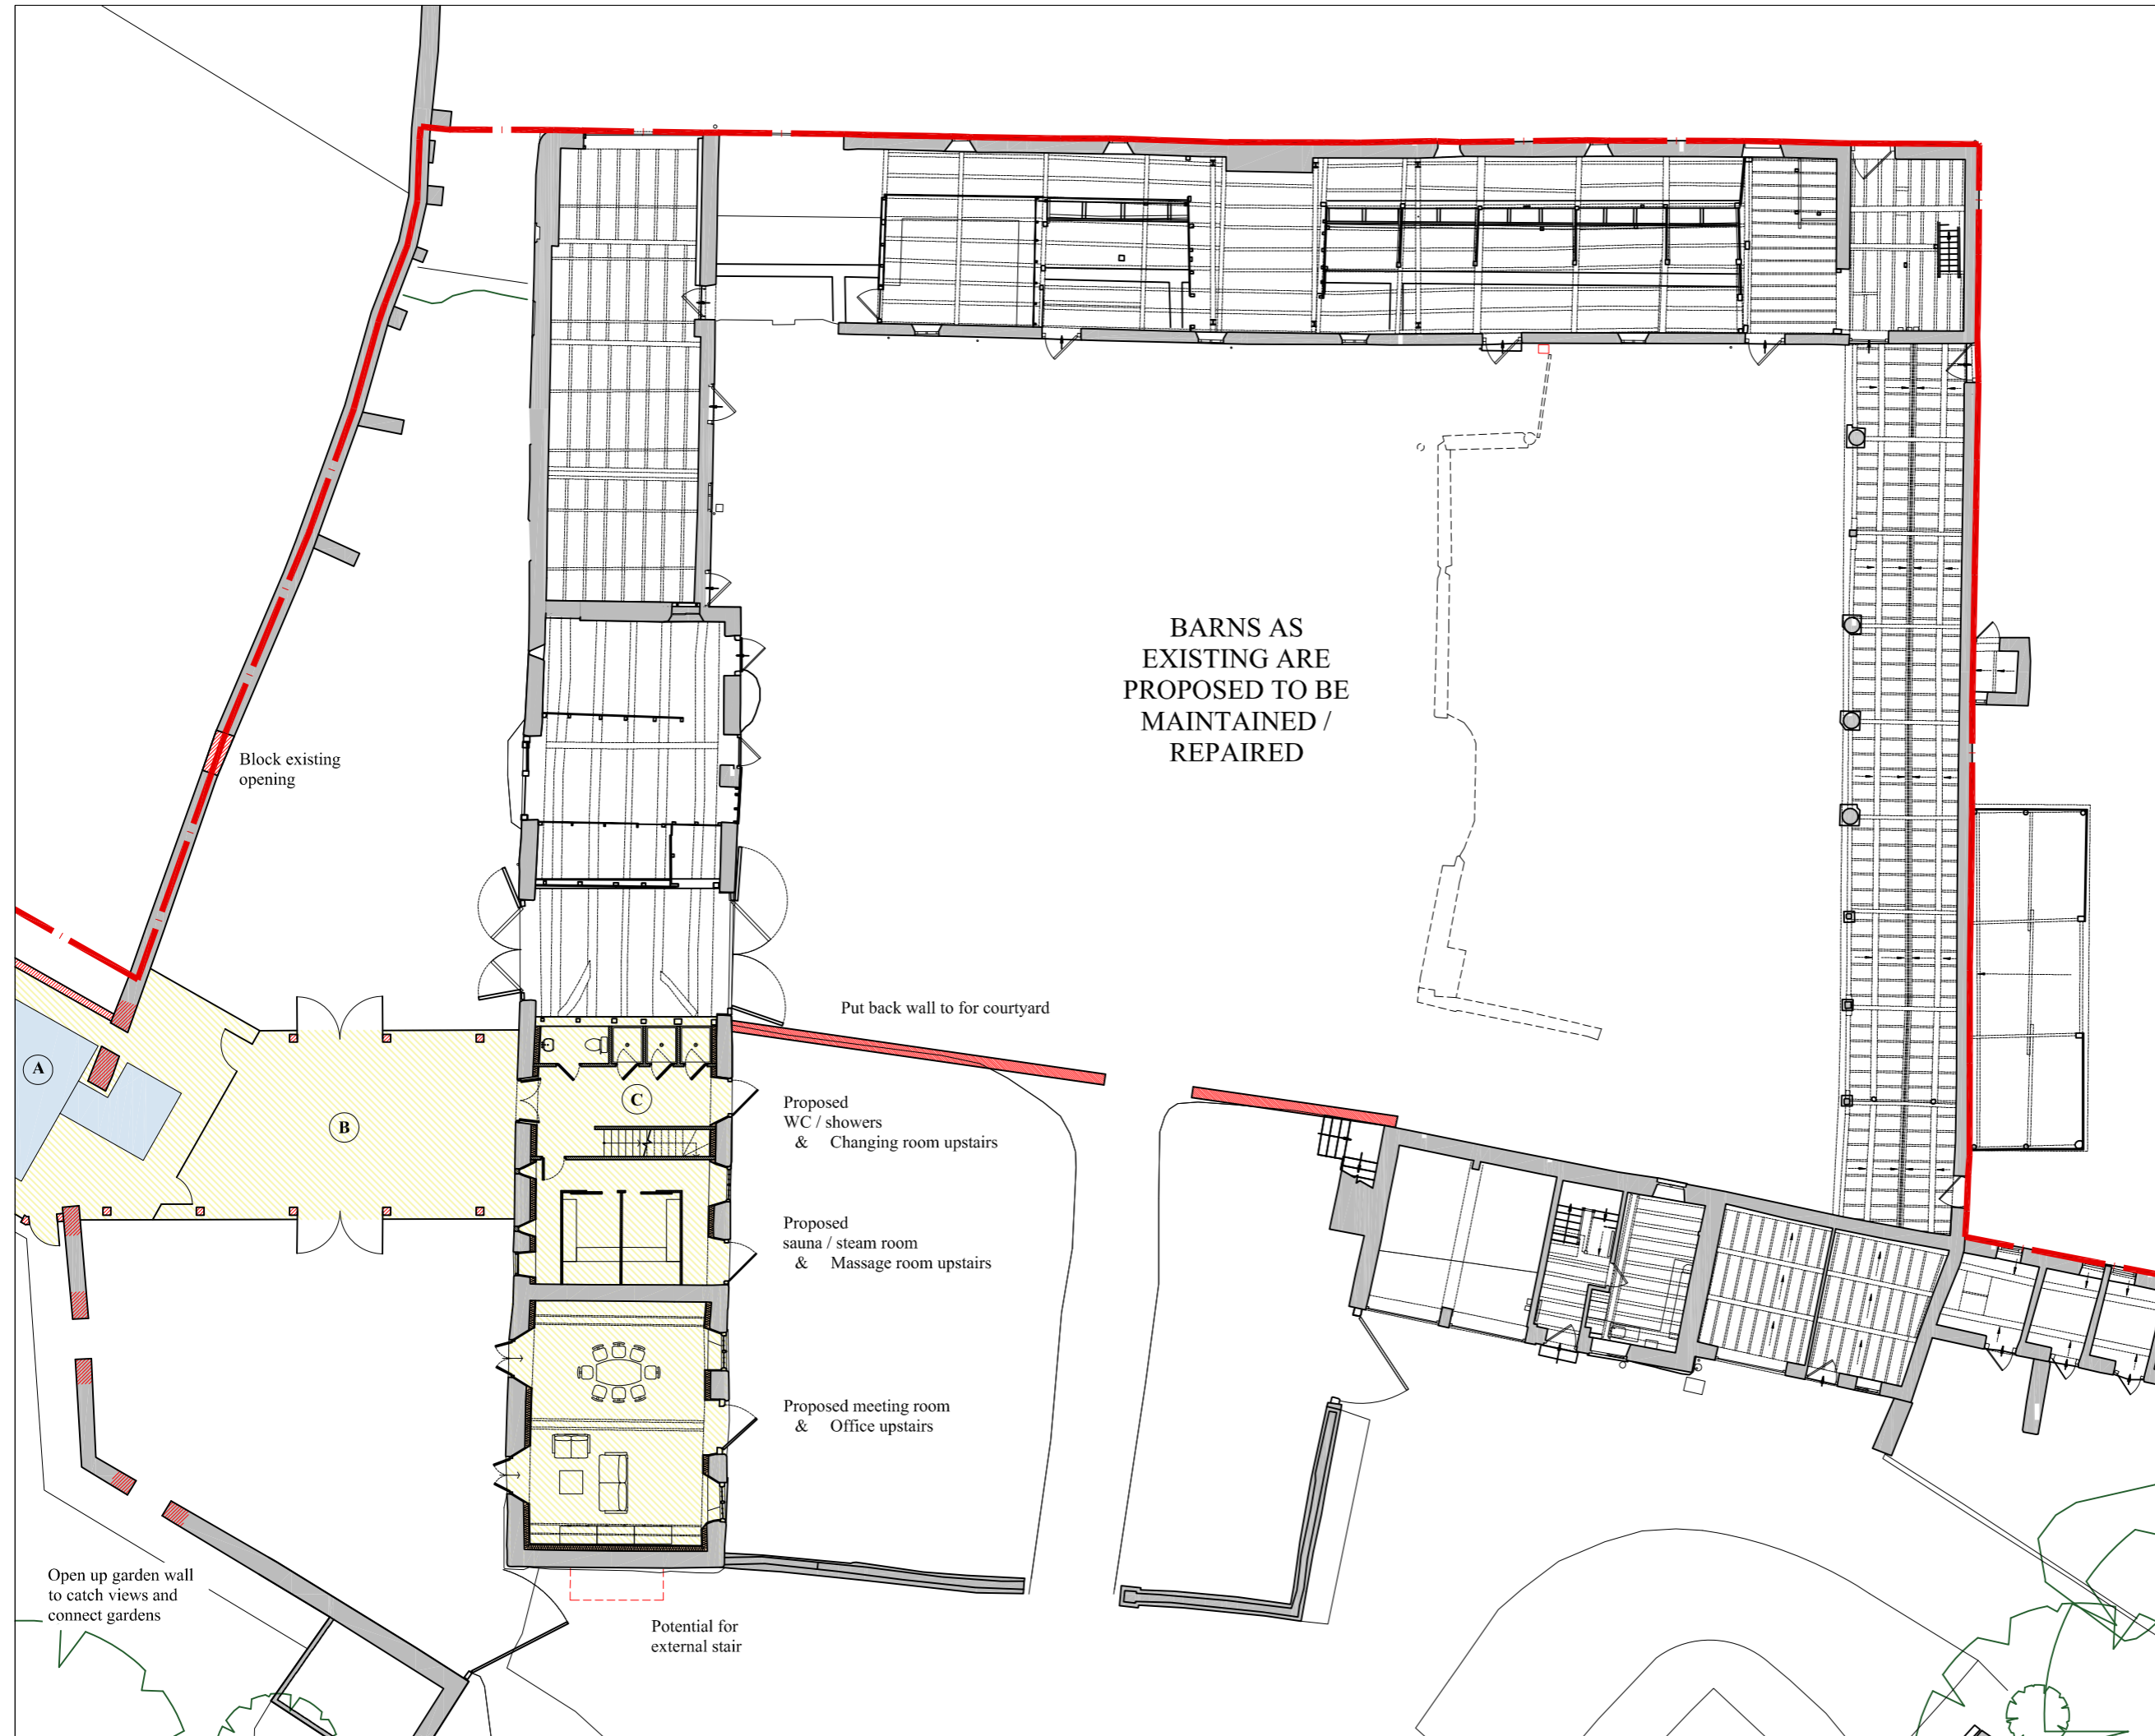 BARNS AS
EXISTING ARE
PROPOSED TO BE
MAINTAINED /
REPAIRED
Block existing
opening
Put back wall to for courtyard
A
B
C
Proposed
WC / showers
& Changing room upstairs
Proposed
sauna / steam room
& Massage room upstairs
Proposed meeting room
& Office upstairs
Open up garden wall
to catch views and
connect gardens
Potential for
external stair